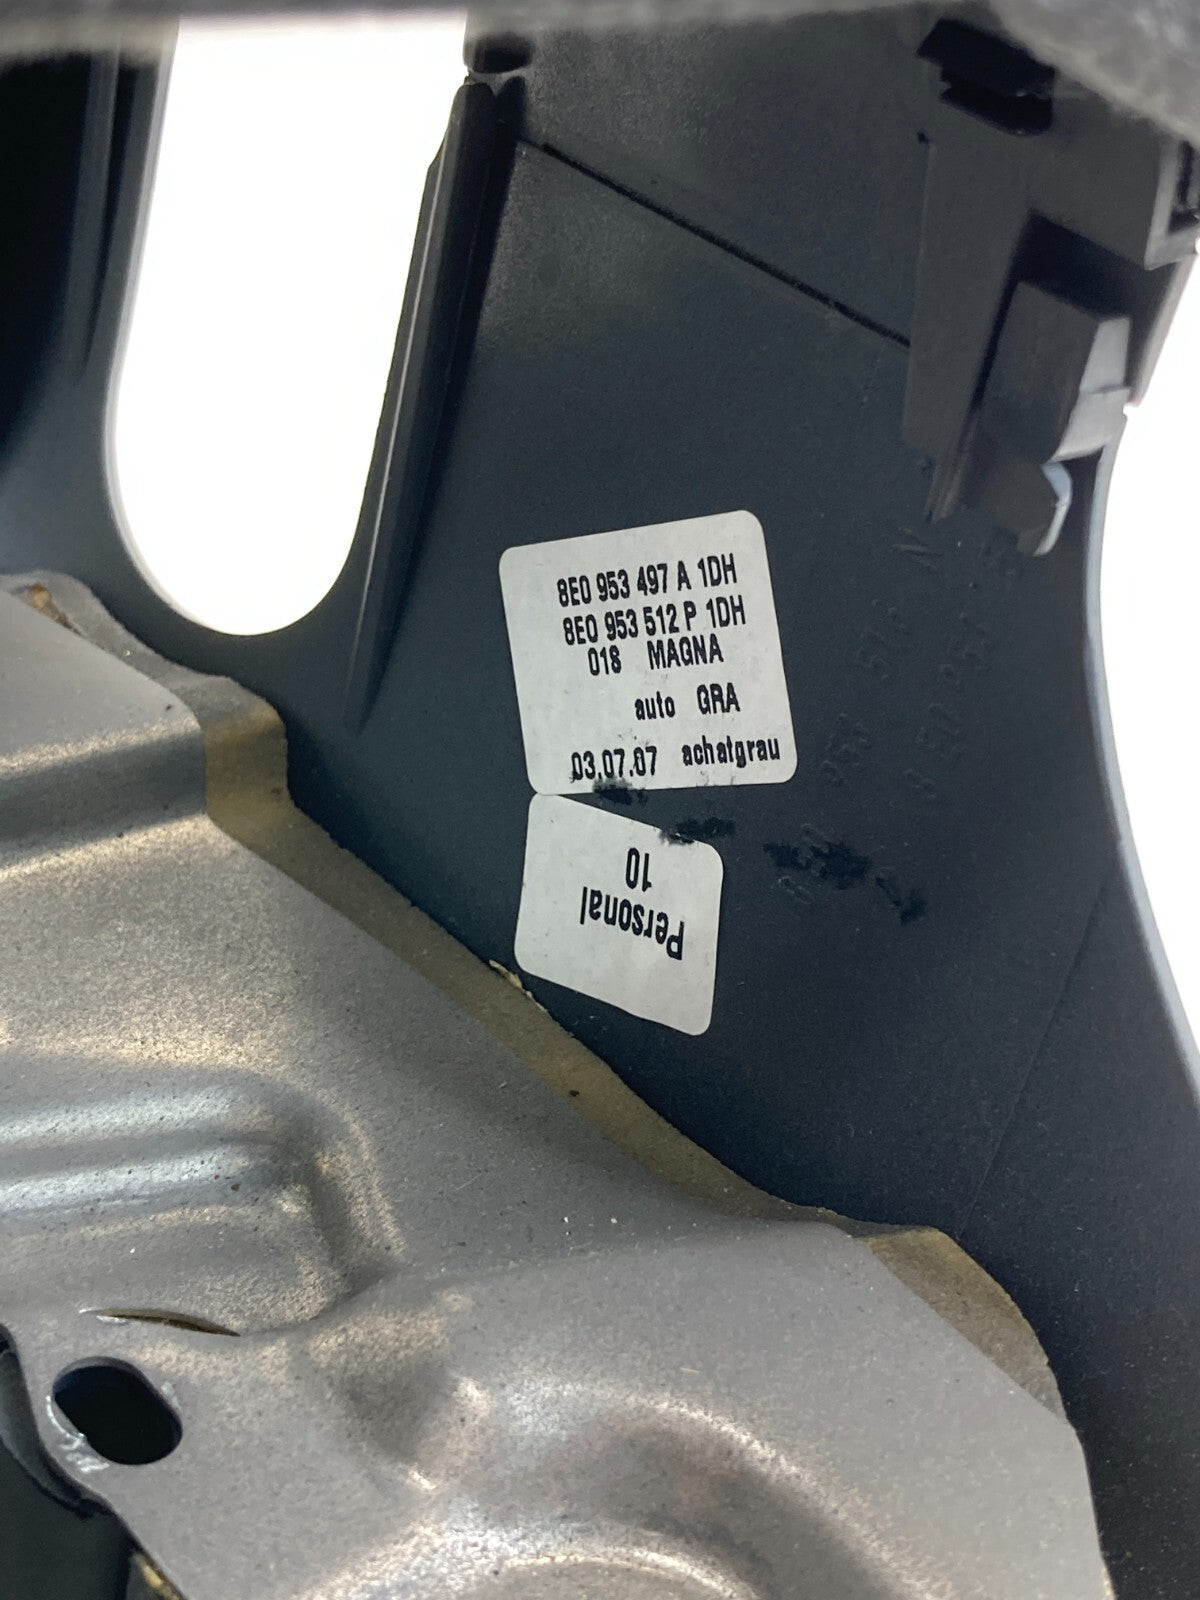 8E0 953 497 A 1DH
8E0 953 512 P 1DH
018 MAGNA
auto GRA
03.07.07 achatgrau
Personal
10